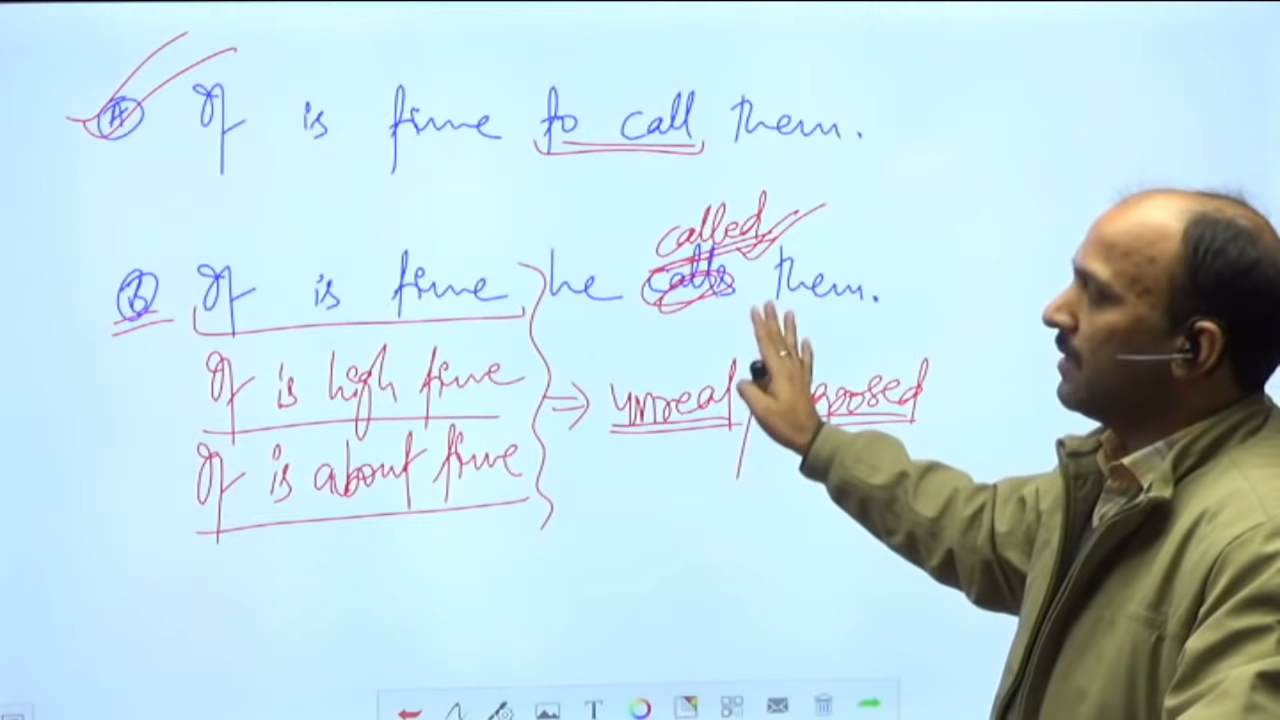 Ⓐ It is time to call them.
called
Ⓑ It is time he calls them.
It is high time
It is about time
⇒ unreal /